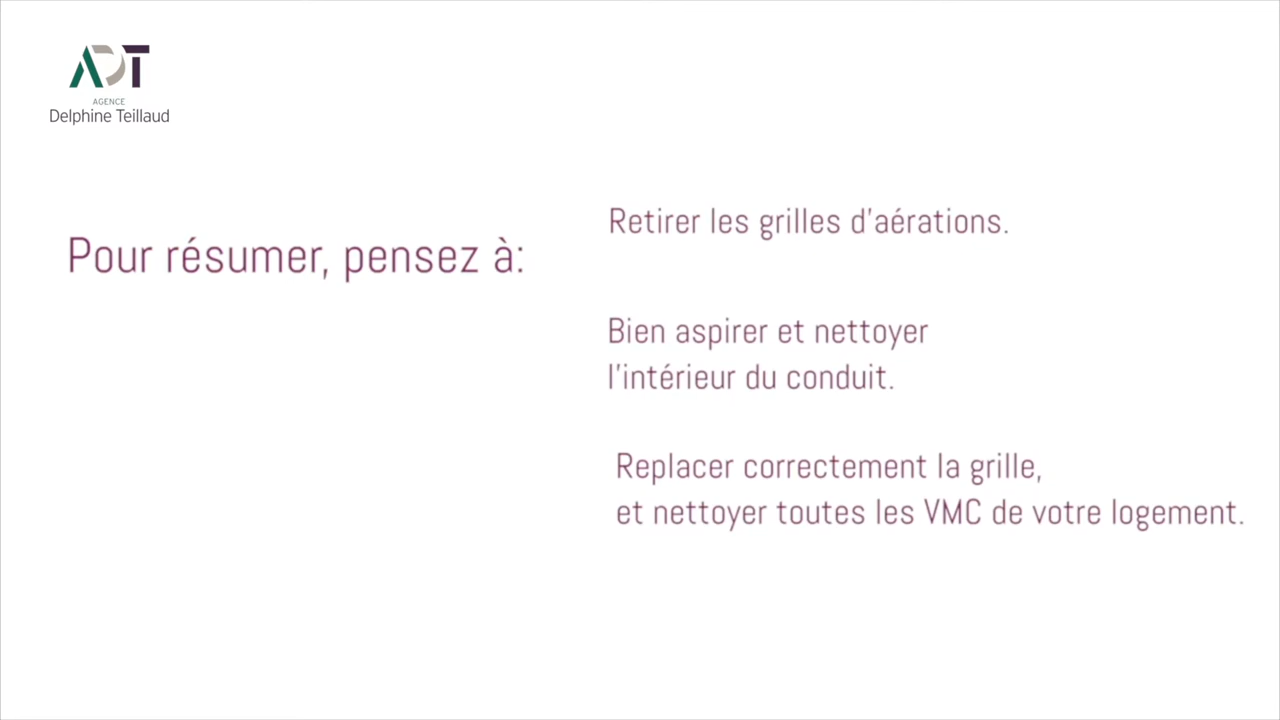 ADT
AGENCE
Delphine Teillaud
Pour résumer, pensez à:
Retirer les grilles d'aérations.
Bien aspirer et nettoyer
l'intérieur du conduit.
Replacer correctement la grille,
et nettoyer toutes les VMC de votre logement.